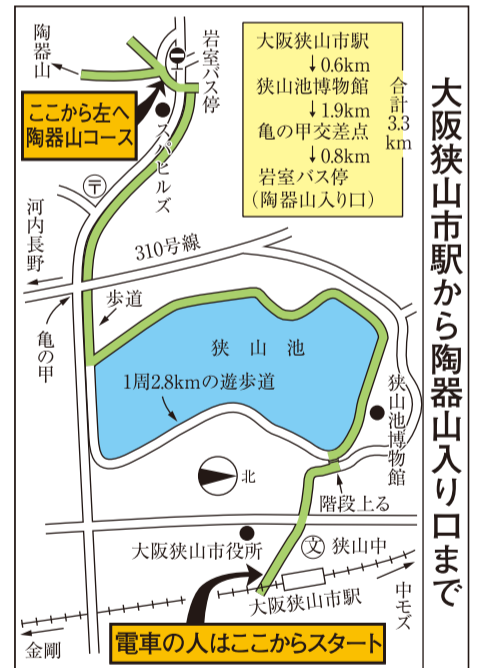 大阪狭山市駅から陶器山入り口まで
大阪狭山市駅
↓0.6km
狭山池博物館
↓1.9km
亀の甲交差点
↓0.8km
岩室バス停
(陶器山入り口)
合計3.3km
陶器山
岩室バス停
ここから左へ
陶器山コース
スパヒルズ
〒
河内長野
310号線
歩道
亀の甲
狭山池
1周2.8kmの遊歩道
狭山池博物館
北
階段上る
大阪狭山市役所
文
狭山中
大阪狭山市駅
中モズ
金剛
電車の人はここからスタート